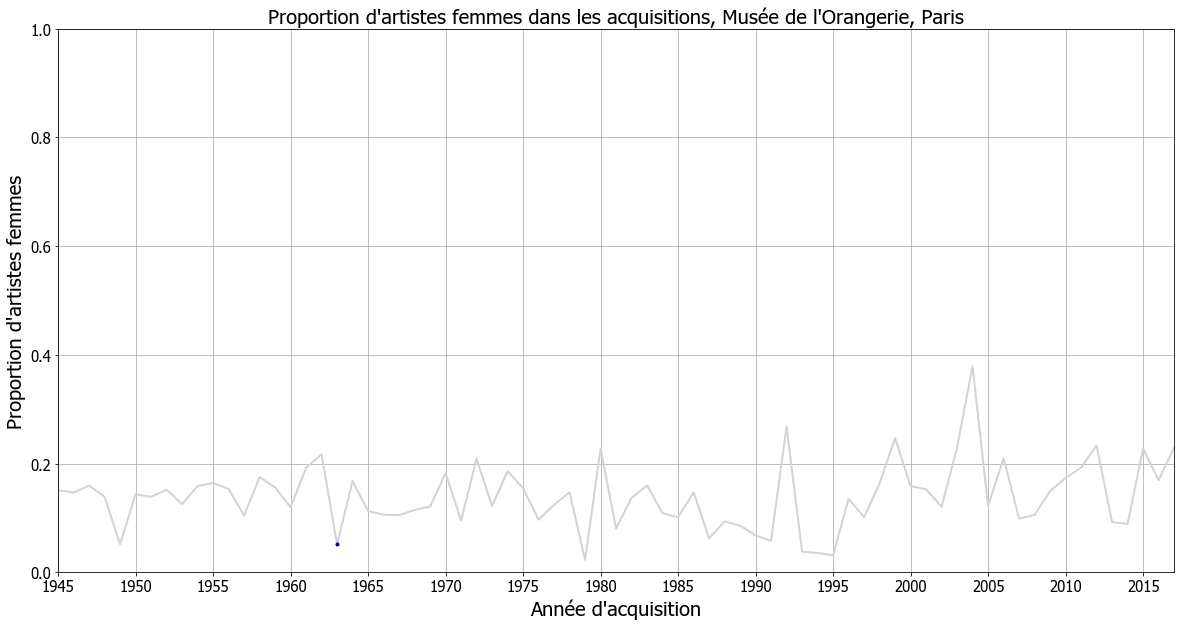 Proportion d'artistes femmes dans les acquisitions, Musée de l'Orangerie, Paris
1.0
0.8
0.6
0.4
0.2
0.0
Proportion d'artistes femmes
1945 1950 1955 1960 1965 1970 1975 1980 1985 1990 1995 2000 2005 2010 2015
Année d'acquisition